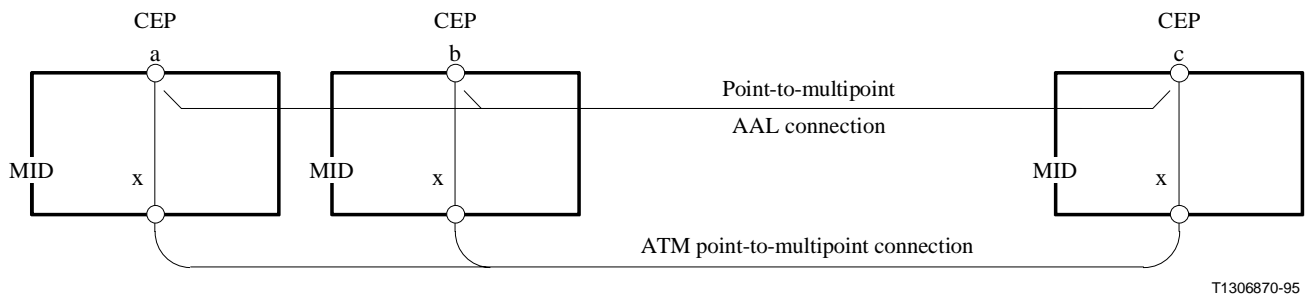 CEP CEP CEP
a b c
Point-to-multipoint
AAL connection
MID x MID x MID x
ATM point-to-multipoint connection
T1306870-95